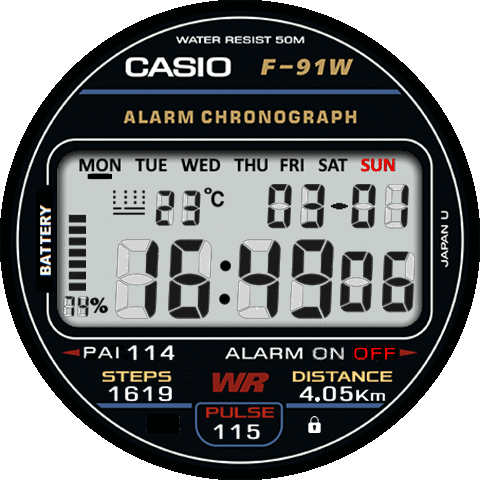 WATER RESIST 50M
CASIO F-91W
ALARM CHRONOGRAPH
MON TUE WED THU FRI SAT SUN
23°C 03-01
BATTERY
16:49 06
%
JAPAN U
PAI 114 ALARM ON OFF
STEPS WR DISTANCE
1619 4,05Km
PULSE
115